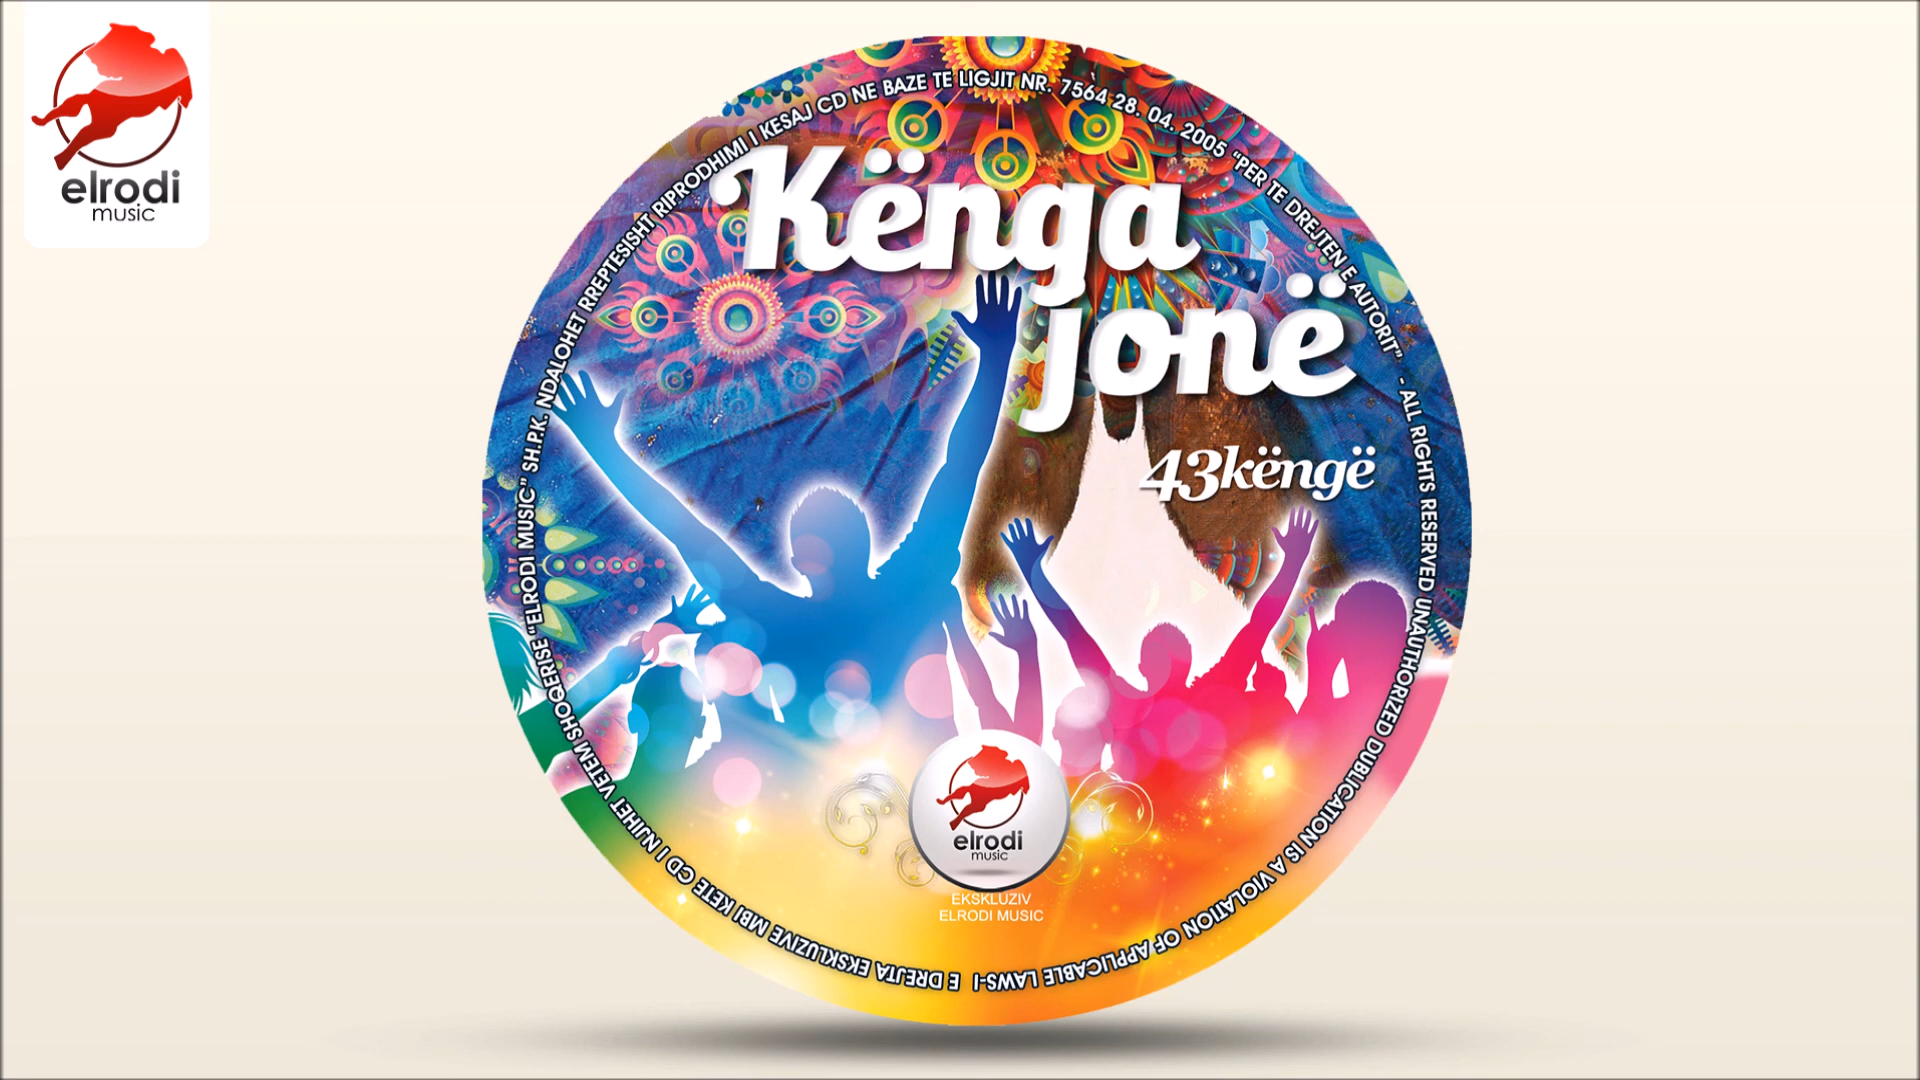 elrodi
music
E DREJTA EKSKLUZIVE MBI KETE CD I NJIHET VETEM SHOQERISE "ELRODI MUSIC" SH.P.K. NDALOHET RREPTESISHT RIPRODHIMI I KESAJ CD NE BAZE TE LIGJIT NR. 7564 28. 04. 2005 "PER TE DREJTEN E AUTORIT" - ALL RIGHTS RESERVED UNAUTHORIZED DUBLICATION IS A VIOLATION OF APPLICABLE LAWS-I
Kënga
jonë
43këngë
elrodi
music
EKSKLUZIV
ELRODI MUSIC